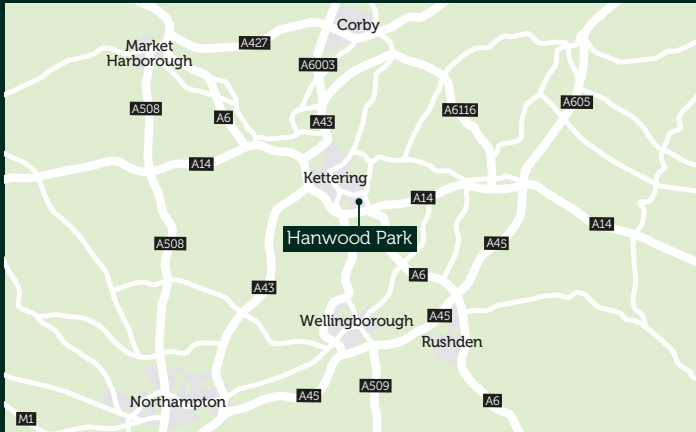 Corby
A427
Market
Harborough
A6003
A508
A6
A43
A6116
A605
A14
Kettering
A14
A14
Hanwood Park
A508
A45
A43
A6
Wellingborough
A45
Rushden
Northampton
A45
A509
A6
M1